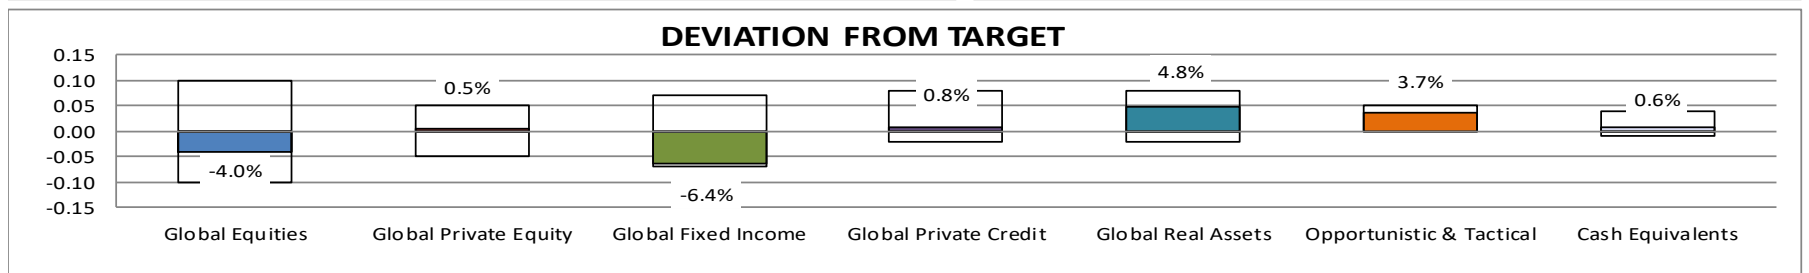 DEVIATION FROM TARGET
0.15
0.10
0.05
0.00
-0.05
-0.10
-0.15
-4.0%
0.5%
-6.4%
0.8%
4.8%
3.7%
0.6%
Global Equities
Global Private Equity
Global Fixed Income
Global Private Credit
Global Real Assets
Opportunistic & Tactical
Cash Equivalents